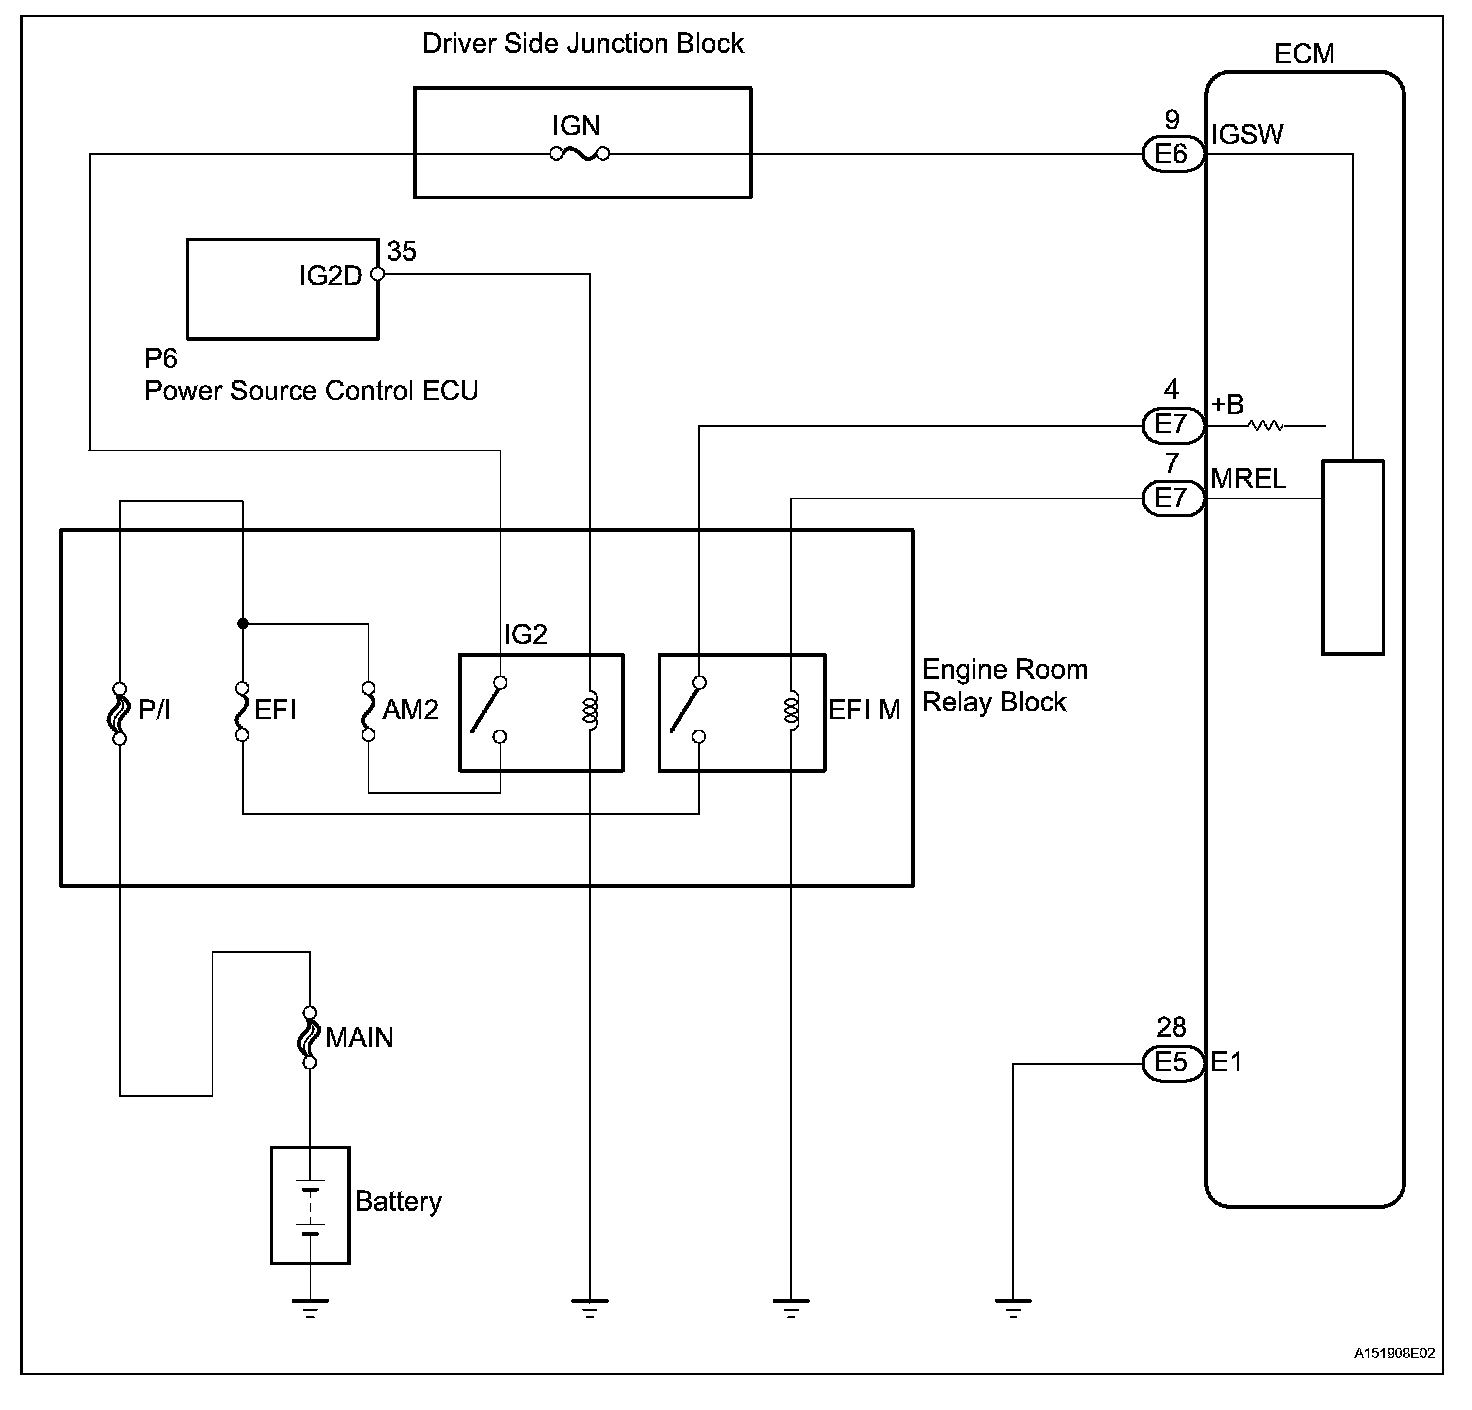 Driver Side Junction Block
ECM
IGN
9
E6
IGSW
35
IG2D
P6
Power Source Control ECU
4
E7
+B
7
E7
MREL
IG2
Engine Room
Relay Block
P/I
EFI
AM2
EFI M
MAIN
28
E5
E1
Battery
A151908E02